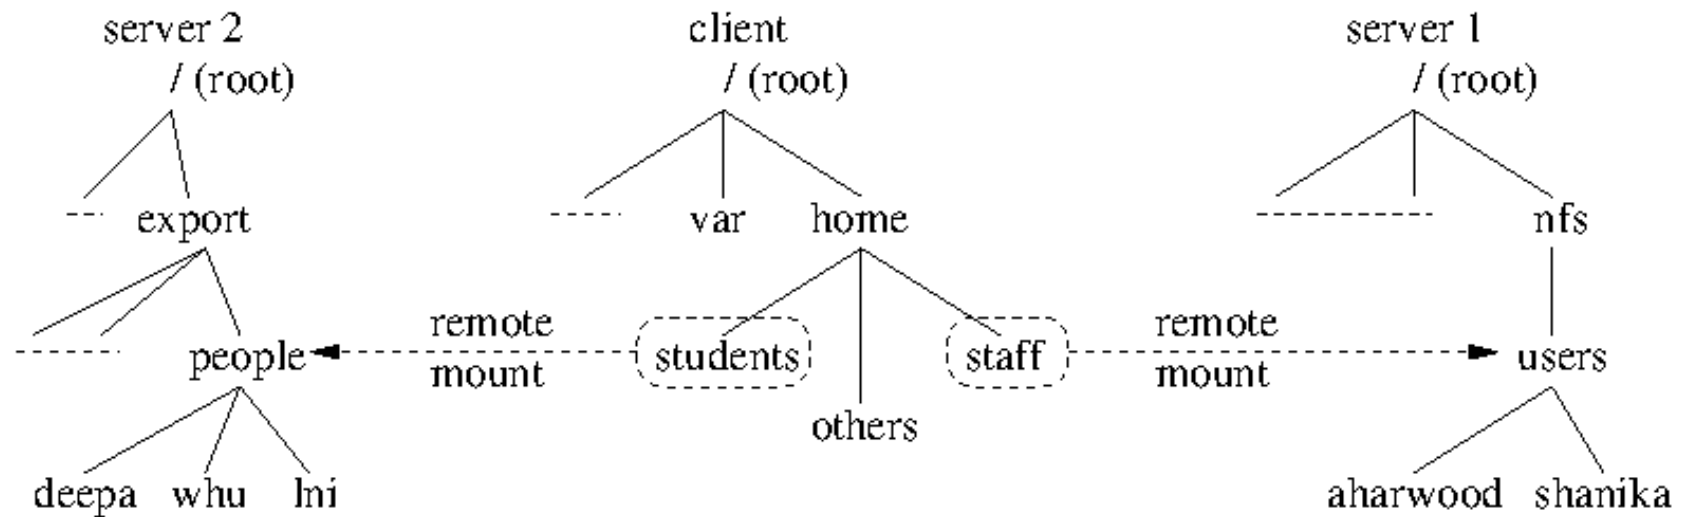 server 2
client
server 1
/ (root)
/ (root)
/ (root)
export
var
home
nfs
people
remote
mount
students
staff
remote
mount
users
others
deepa
whu
lni
aharwood
shanika